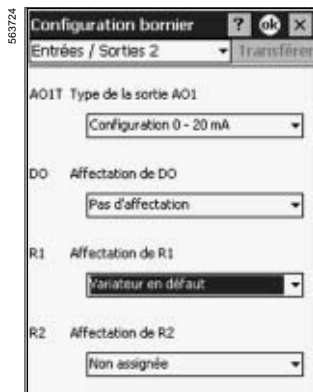 563724
Configuration bornier ? ok ×
Entrées / Sorties 2 Transférer
AO1T Type de la sortie AO1
Configuration 0 - 20 mA
DO Affectation de DO
Pas d'affectation
R1 Affectation de R1
Variateur en défaut
R2 Affectation de R2
Non assignée